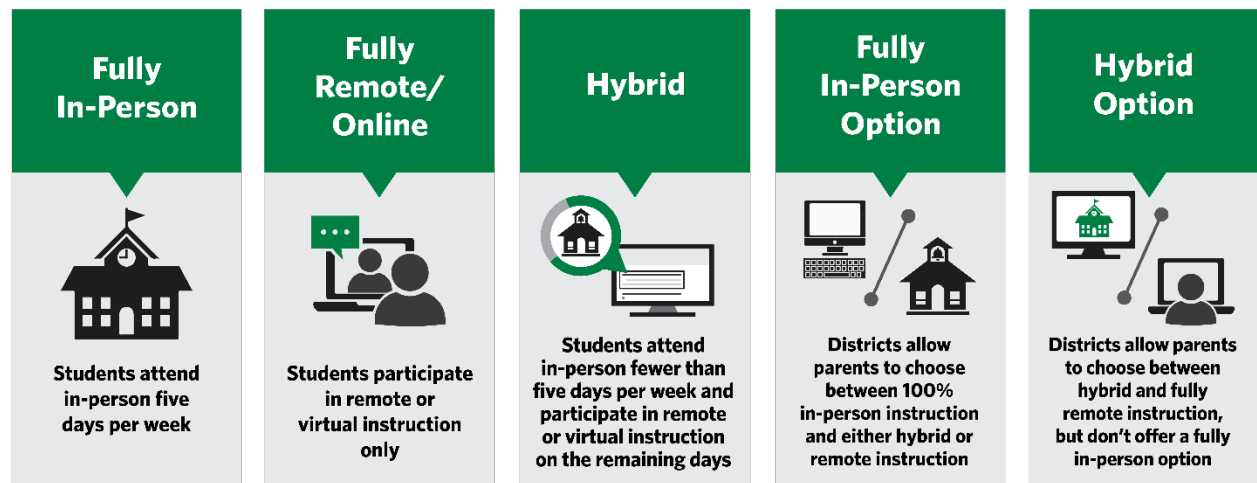 Fully
In-Person
Students attend
in-person five
days per week
Fully
Remote/
Online
Students participate
in remote or
virtual instruction
only
Hybrid
Students attend
in-person fewer than
five days per week and
participate in remote
or virtual instruction
on the remaining days
Fully
In-Person
Option
Districts allow
parents to choose
between 100%
in-person instruction
and either hybrid or
remote instruction
Hybrid
Option
Districts allow parents
to choose between
hybrid and fully
remote instruction,
but don't offer a fully
in-person option